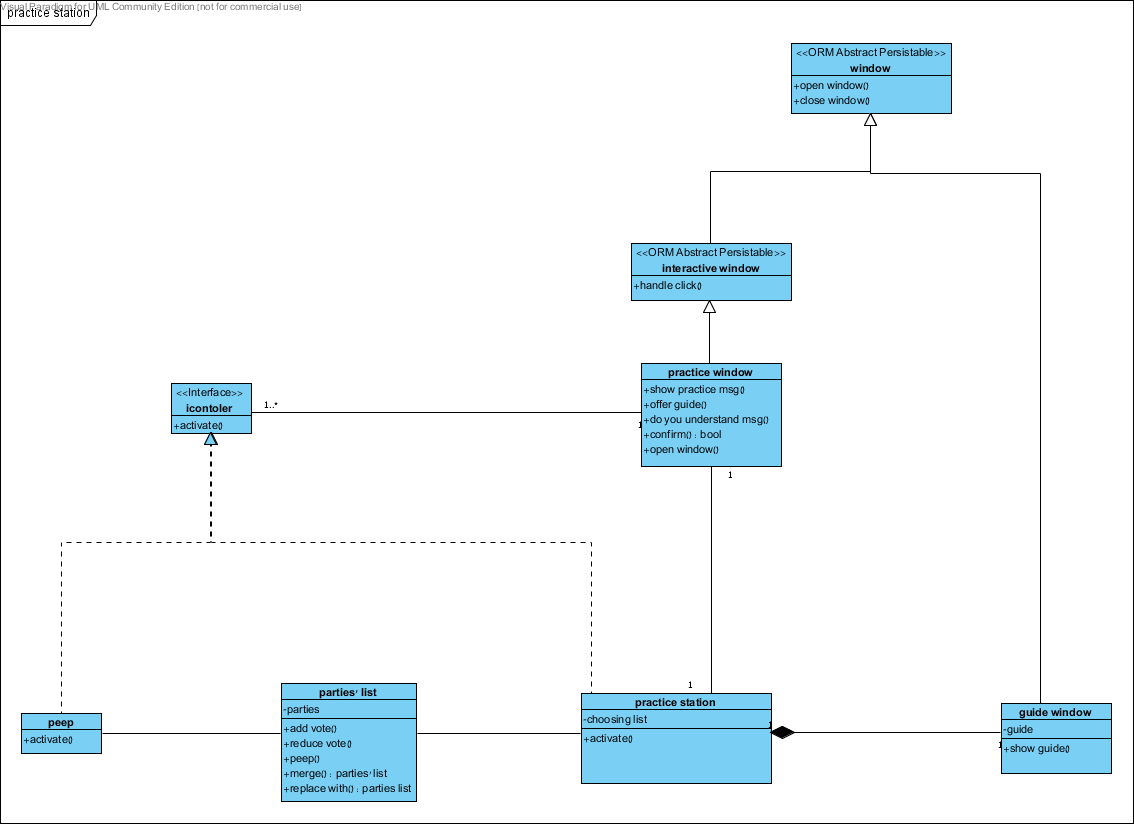 Visual Paradigm for UML Community Edition [not for commercial use]
practice station
<<ORM Abstract Persistable>>
window
+open window()
+close window()
<<ORM Abstract Persistable>>
interactive window
+handle click()
practice window
+show practice msg()
+offer guide()
+do you understand msg()
+confirm() : bool
+open window()
<<Interface>>
icontoler
+activate()
1..*
1
1
1
peep
+activate()
parties' list
-parties
+add vote()
+reduce vote()
+peep()
+merge() : parties' list
+replace with() : parties list
practice station
-choosing list
+activate()
1
1
guide window
-guide
+show guide()